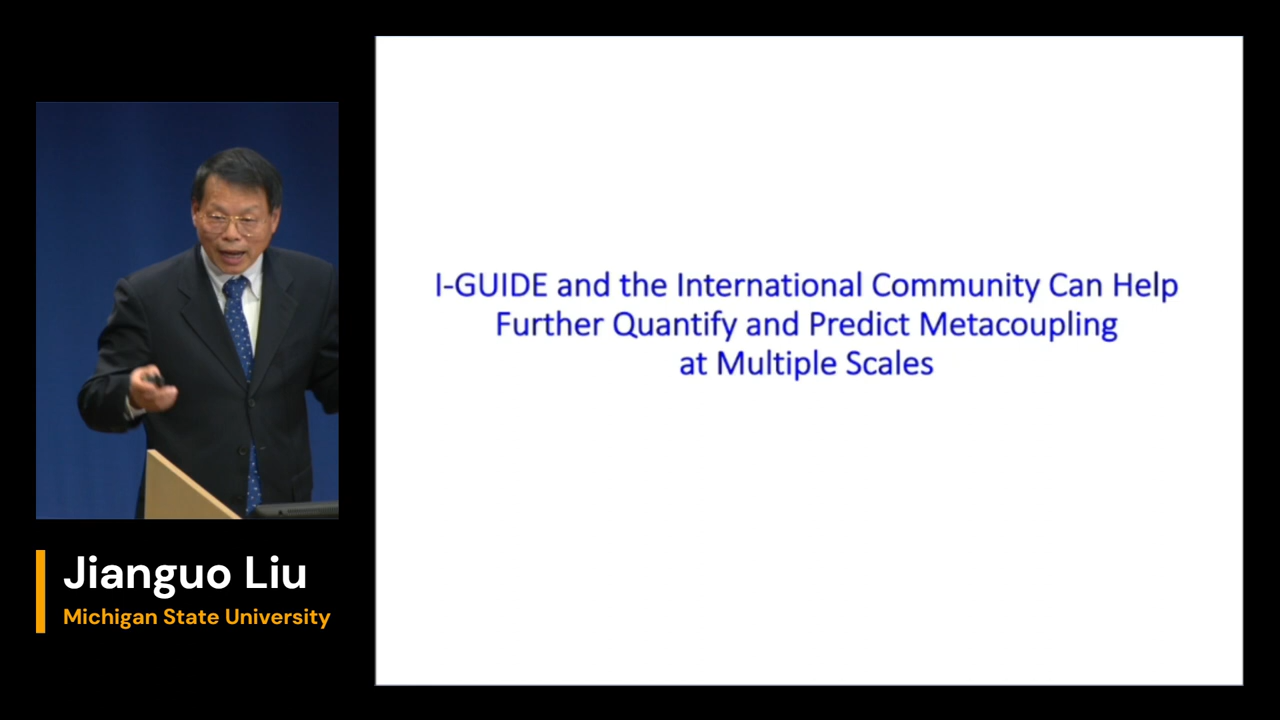 I-GUIDE and the International Community Can Help
Further Quantify and Predict Metacoupling
at Multiple Scales
Jianguo Liu
Michigan State University